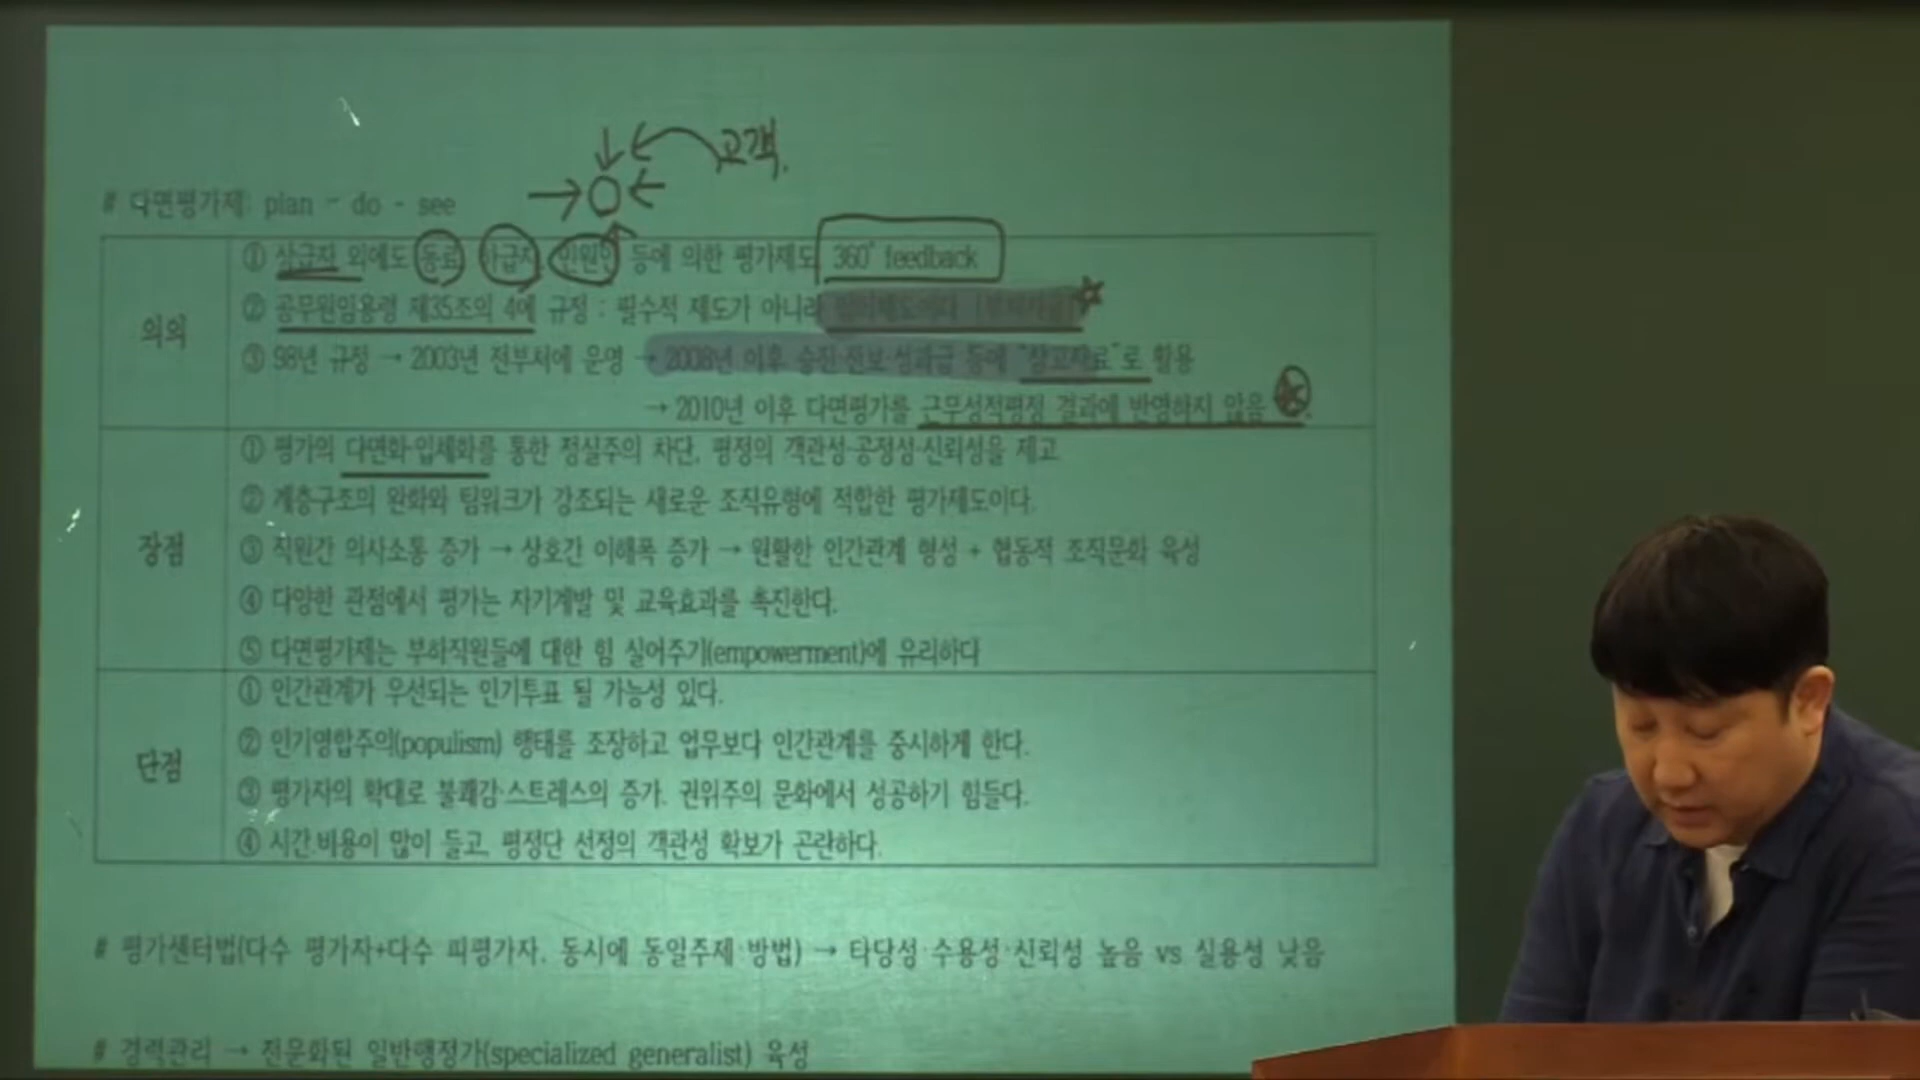 고객.
# 다면평가제: plan - do - see
의의
① 상급자 외에도 동료 하급자 민원인 등에 의한 평가제도 360° feedback
② 공무원임용령 제35조의 4에 규정 : 필수적 제도가 아니라
③ 98년 규정 → 2003년 전부처에 운영 → 2008년 이후 승진·전보·성과급 등에 "참고자료"로 활용
→ 2010년 이후 다면평가를 근무성적평정 결과에 반영하지 않음
장점
① 평가의 다면화·입체화를 통한 정실주의 차단, 평정의 객관성·공정성·신뢰성을 제고
② 계층구조의 완화와 팀워크가 강조되는 새로운 조직유형에 적합한 평가제도이다.
③ 직원간 의사소통 증가 → 상호간 이해폭 증가 → 원활한 인간관계 형성 + 협동적 조직문화 육성
④ 다양한 관점에서 평가는 자기계발 및 교육효과를 촉진한다.
⑤ 다면평가제는 부하직원들에 대한 힘 실어주기(empowerment)에 유리하다
단점
① 인간관계가 우선되는 인기투표 될 가능성 있다.
② 인기영합주의(populism) 행태를 조장하고 업무보다 인간관계를 중시하게 한다.
③ 평가자의 확대로 불쾌감·스트레스의 증가. 권위주의 문화에서 성공하기 힘들다.
④ 시간.비용이 많이 들고, 평정단 선정의 객관성 확보가 곤란하다.
# 평가센터법(다수 평가자+다수 피평가자, 동시에 동일주제 방법) → 타당성·수용성·신뢰성 높음 vs 실용성 낮음
# 경력관리 → 전문화된 일반행정가(specialized generalist) 육성